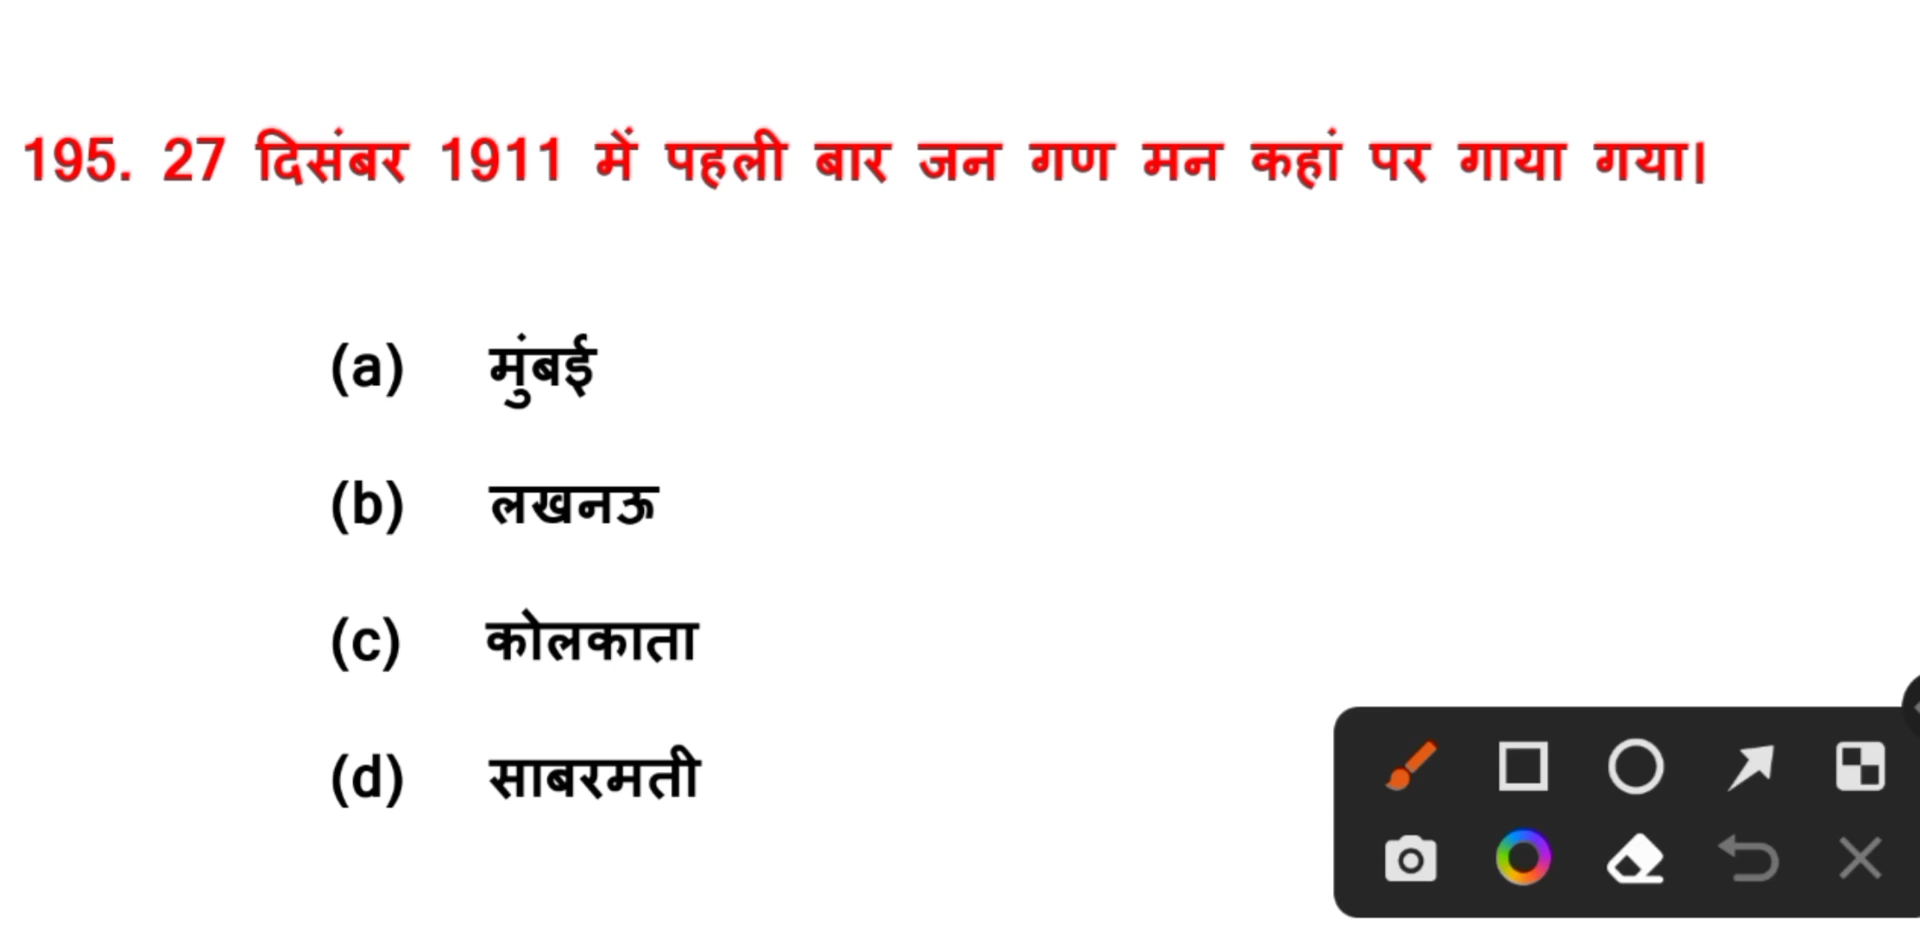 195. 27 दिसंबर 1911 में पहली बार जन गण मन कहां पर गाया गया।
(a) मुंबई
(b) लखनऊ
(c) कोलकाता
(d) साबरमती